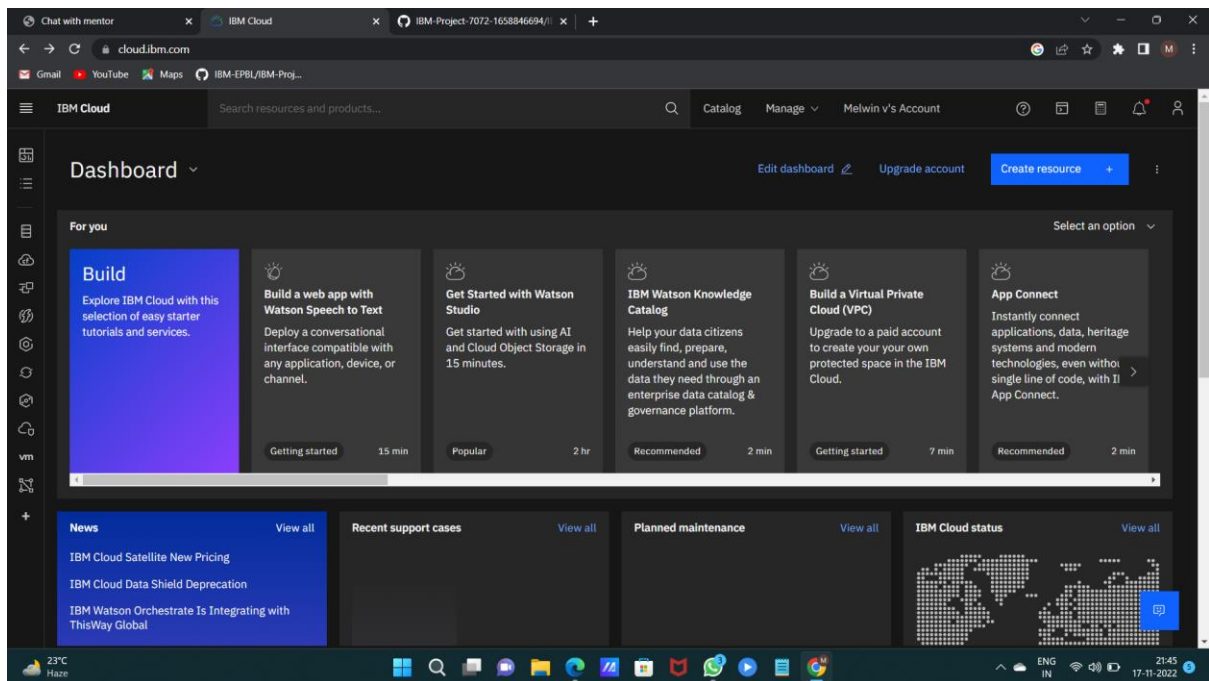 Chat with mentor
IBM Cloud
IBM-Project-7072-1658846694/I
cloud.ibm.com
M
Gmail
YouTube
Maps
IBM-EPBL/IBM-Proj...
IBM Cloud
Search resources and products...
Catalog
Manage
Melwin v's Account
Dashboard
Edit dashboard
Upgrade account
Create resource +
For you
Select an option
Build
Explore IBM Cloud with this
selection of easy starter
tutorials and services.
Build a web app with
Watson Speech to Text
Deploy a conversational
interface compatible with
any application, device, or
channel.
Getting started
15 min
Get Started with Watson
Studio
Get started with using AI
and Cloud Object Storage in
15 minutes.
Popular
2 hr
IBM Watson Knowledge
Catalog
Help your data citizens
easily find, prepare,
understand and use the
data they need through an
enterprise data catalog &
governance platform.
Recommended
2 min
Build a Virtual Private
Cloud (VPC)
Upgrade to a paid account
to create your your own
protected space in the IBM
Cloud.
Getting started
7 min
App Connect
Instantly connect
applications, data, heritage
systems and modern
technologies, even without
single line of code, with
App Connect.
Recommended
2 min
vm
News
View all
IBM Cloud Satellite New Pricing
IBM Cloud Data Shield Deprecation
IBM Watson Orchestrate Is Integrating with
ThisWay Global
Recent support cases
View all
Planned maintenance
View all
IBM Cloud status
View all
23°C
Haze
ENG
IN
21:45
17-11-2022